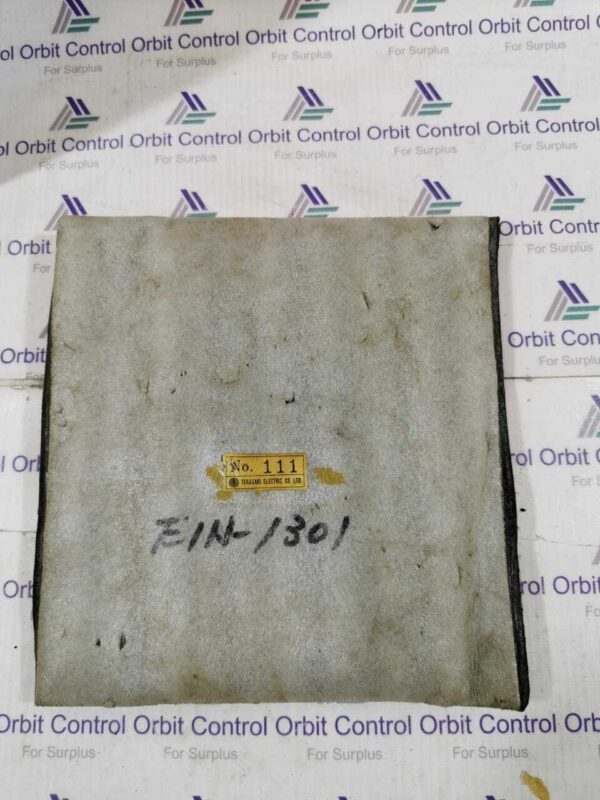 Orbit Control Orbit Control Orbit Control Orbit Control Orbit Control
For Surplus For Surplus For Surplus For Surplus
Orbit Control Orbit Control Orbit Control Orbit Control Orbit Control
For Surplus For Surplus For Surplus For Surplus For Surplus
Orbit Orbit Control
For For Surplus
Orbit Orbit Control
For Surplus
No. 111
TERASAKI ELECTRIC CO LTD.
Orbit Control
EIN-1301
Orbit Control Orbit Control Orbit Control Orbit Control Orbit
For Surplus For Surplus For Surplus For Surplus